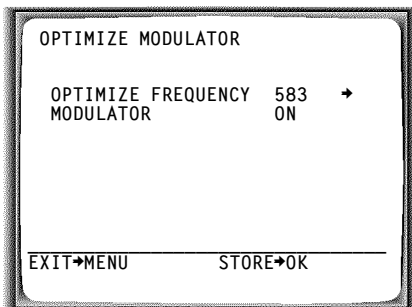 OPTIMIZE MODULATOR
OPTIMIZE FREQUENCY 583 ➜
MODULATOR ON
EXIT➜MENU STORE➜OK